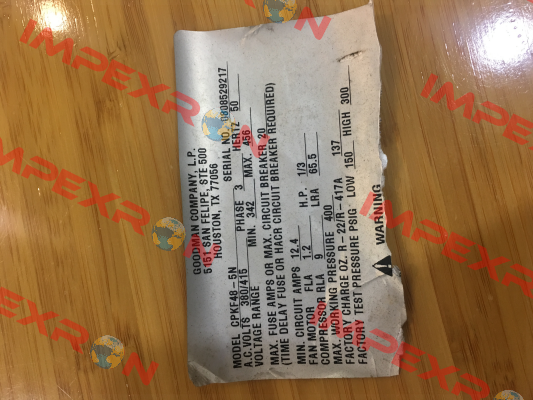 GOODMAN COMPANY, L.P.
5151 SAN FELIPE, STE 500
HOUSTON, TX 77056
SERIAL NO. 0808529217
MODEL CPKF48-5N
A.C. VOLTS 380/415 PHASE 3 HERTZ 50
VOLTAGE RANGE MIN. 342 MAX. 456
MAX. FUSE AMPS OR MAX. CIRCUIT BREAKER 20
(TIME DELAY FUSE OR HACR CIRCUIT BREAKER REQUIRED)
MIN. CIRCUIT AMPS 12.4
FAN MOTOR FLA 1.2 H.P. 1/3
COMPRESSOR RLA 9 LRA 65.5
MAX. WORKING PRESSURE 400
FACTORY CHARGE OZ. R-22/R-417A 137
FACTORY TEST PRESSURE PSIG LOW 150 HIGH 300
WARNING
IMPEXRON
IMPEXRON
IMPEXRON